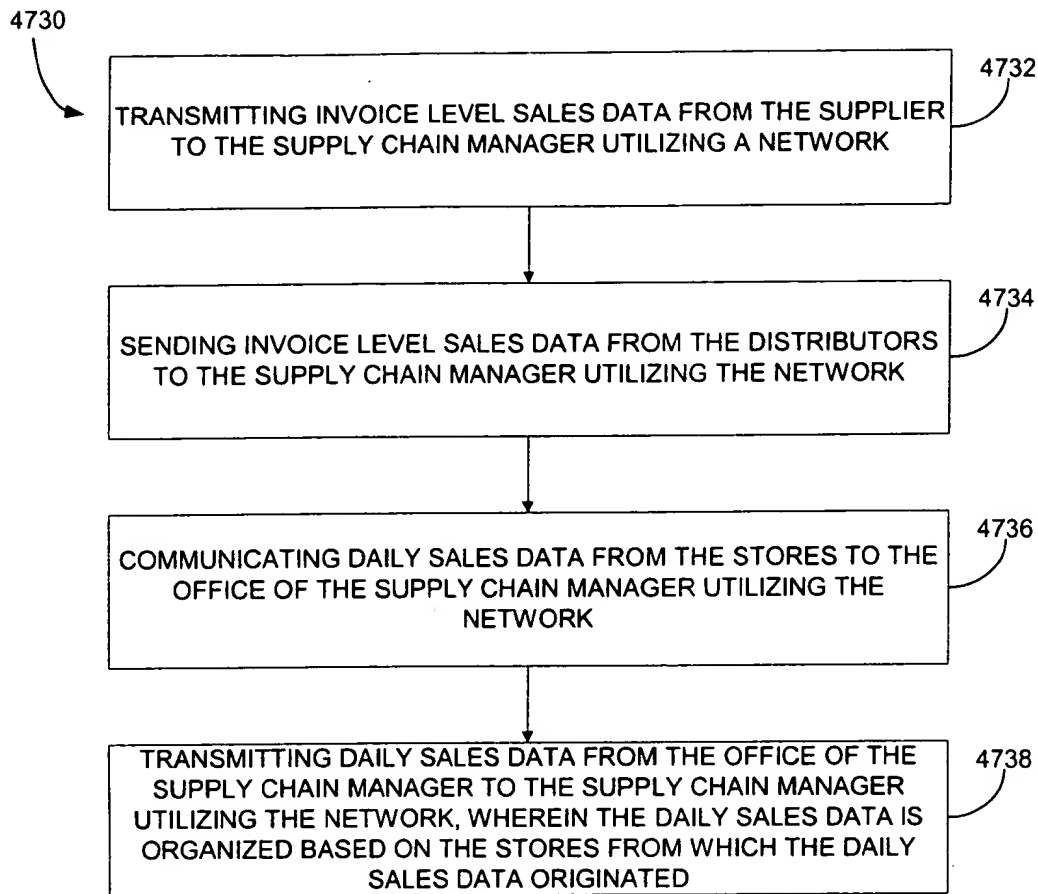 4730
4732
TRANSMITTING INVOICE LEVEL SALES DATA FROM THE SUPPLIER
TO THE SUPPLY CHAIN MANAGER UTILIZING A NETWORK
4734
SENDING INVOICE LEVEL SALES DATA FROM THE DISTRIBUTORS
TO THE SUPPLY CHAIN MANAGER UTILIZING THE NETWORK
4736
COMMUNICATING DAILY SALES DATA FROM THE STORES TO THE
OFFICE OF THE SUPPLY CHAIN MANAGER UTILIZING THE
NETWORK
4738
TRANSMITTING DAILY SALES DATA FROM THE OFFICE OF THE
SUPPLY CHAIN MANAGER TO THE SUPPLY CHAIN MANAGER
UTILIZING THE NETWORK, WHEREIN THE DAILY SALES DATA IS
ORGANIZED BASED ON THE STORES FROM WHICH THE DAILY
SALES DATA ORIGINATED